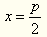 x = p/2